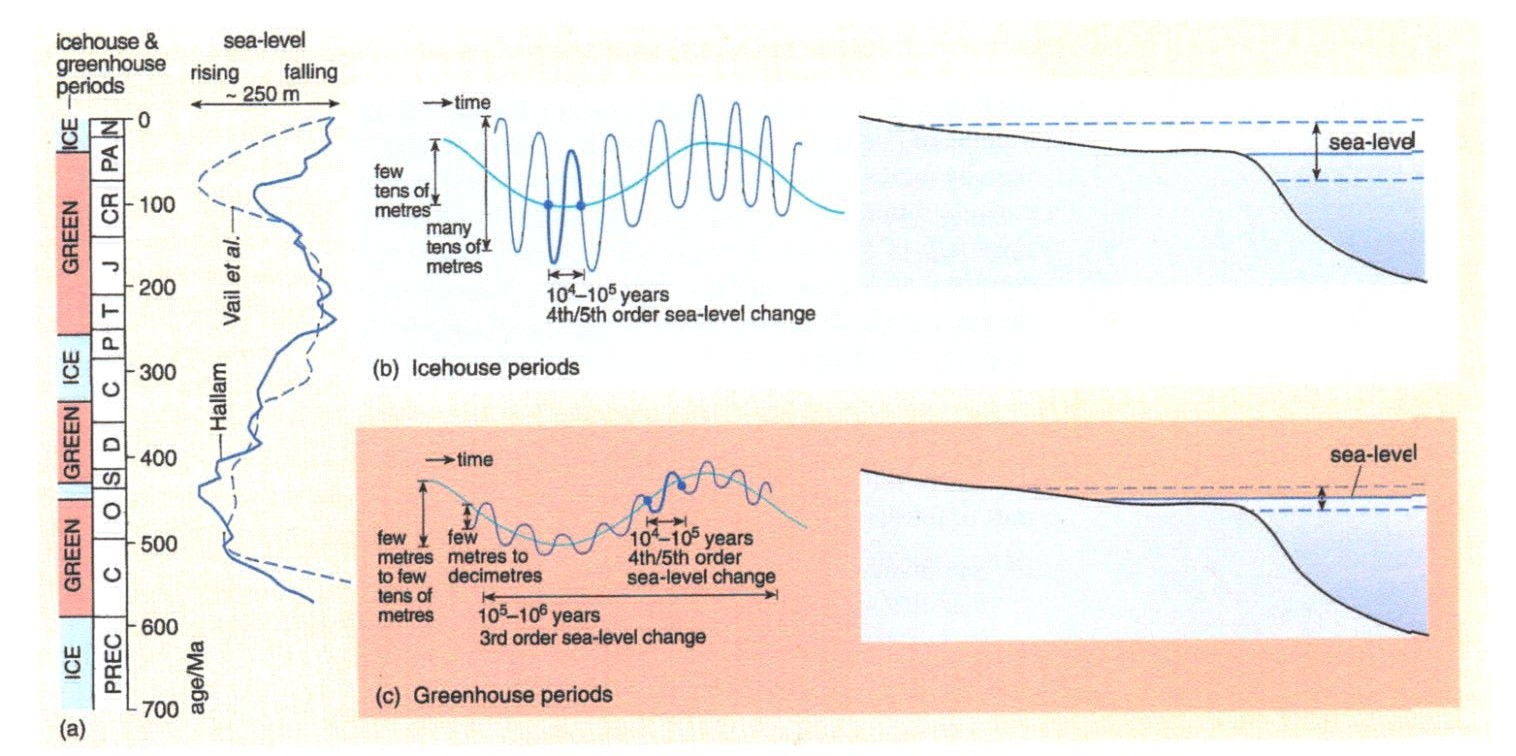 icehouse &
greenhouse
periods
sea-level
rising falling
~ 250 m
ICE
GREEN
ICE
GREEN
GREEN
ICE
N
PA
CR
J
T
P
C
D
S
O
C
PREC
0
100
200
300
400
500
600
700
age/Ma
Vail et al.
Hallam
(a)
time
few
tens of
metres
many
tens of
metres
10⁴–10⁵ years
4th/5th order sea-level change
(b) Icehouse periods
sea-level
time
few
metres
to few
tens of
metres
few
metres to
decimetres
10⁴–10⁵ years
4th/5th order
sea-level change
10⁵–10⁶ years
3rd order sea-level change
(c) Greenhouse periods
sea-level